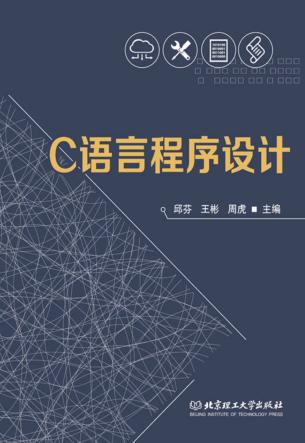 C语言程序设计
邱芬 王彬 周虎 ■ 主编
北京理工大学出版社
BEIJING INSTITUTE OF TECHNOLOGY PRESS